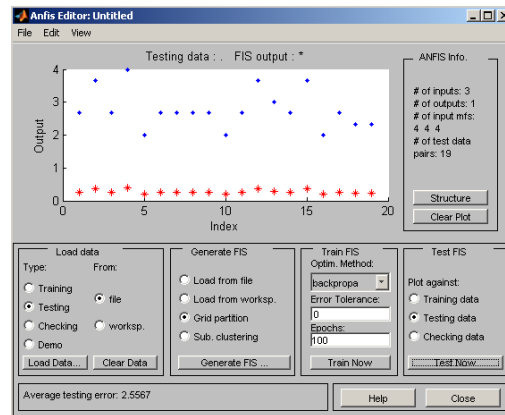 Anfis Editor: Untitled
File Edit View
Testing data : . FIS output : *
4
3
2
1
0
Output
0 5 10 15 20
Index
ANFIS Info.
# of inputs: 3
# of outputs: 1
# of input mfs:
4 4 4
# of test data
pairs: 19
Structure
Clear Plot
Load data
Type: From:
Training
Testing
Checking
Demo
file
worksp.
Load Data... Clear Data
Generate FIS
Load from file
Load from worksp.
Grid partition
Sub. clustering
Generate FIS ...
Train FIS
Optim. Method:
backpropa
Error Tolerance:
0
Epochs:
100
Train Now
Test FIS
Plot against:
Training data
Testing data
Checking data
Test Now
Average testing error: 2.5567
Help Close